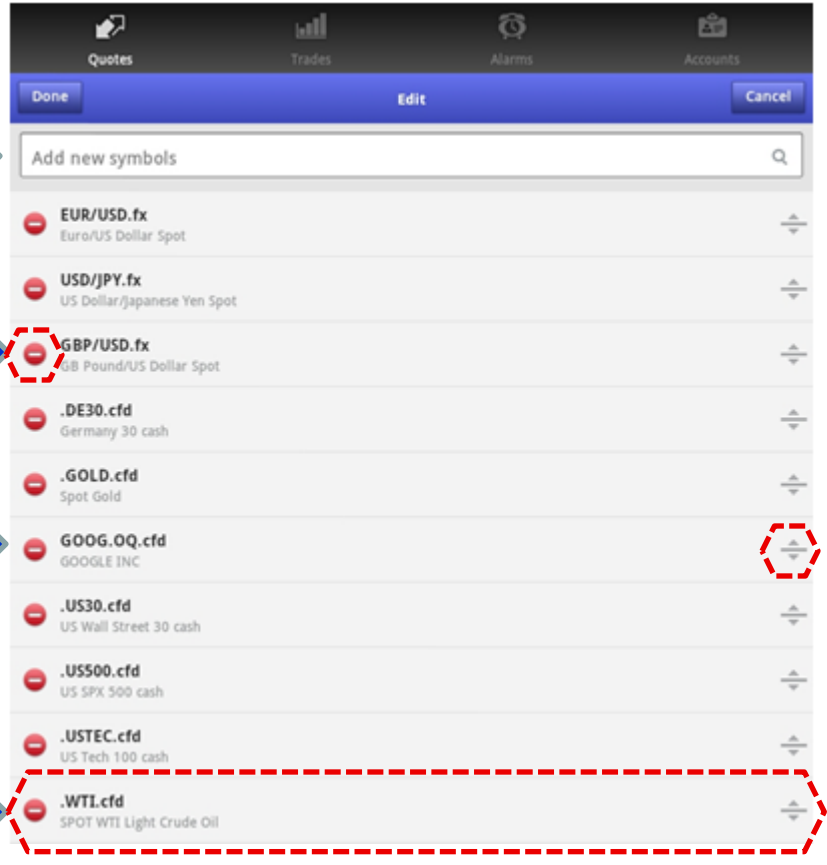 Quotes Trades Alarms Accounts
Done Edit Cancel
Add new symbols
EUR/USD.fx
Euro/US Dollar Spot
USD/JPY.fx
US Dollar/Japanese Yen Spot
GBP/USD.fx
GB Pound/US Dollar Spot
.DE30.cfd
Germany 30 cash
.GOLD.cfd
Spot Gold
GOOG.OQ.cfd
GOOGLE INC
.US30.cfd
US Wall Street 30 cash
.US500.cfd
US SPX 500 cash
.USTEC.cfd
US Tech 100 cash
.WTI.cfd
SPOT WTI Light Crude Oil